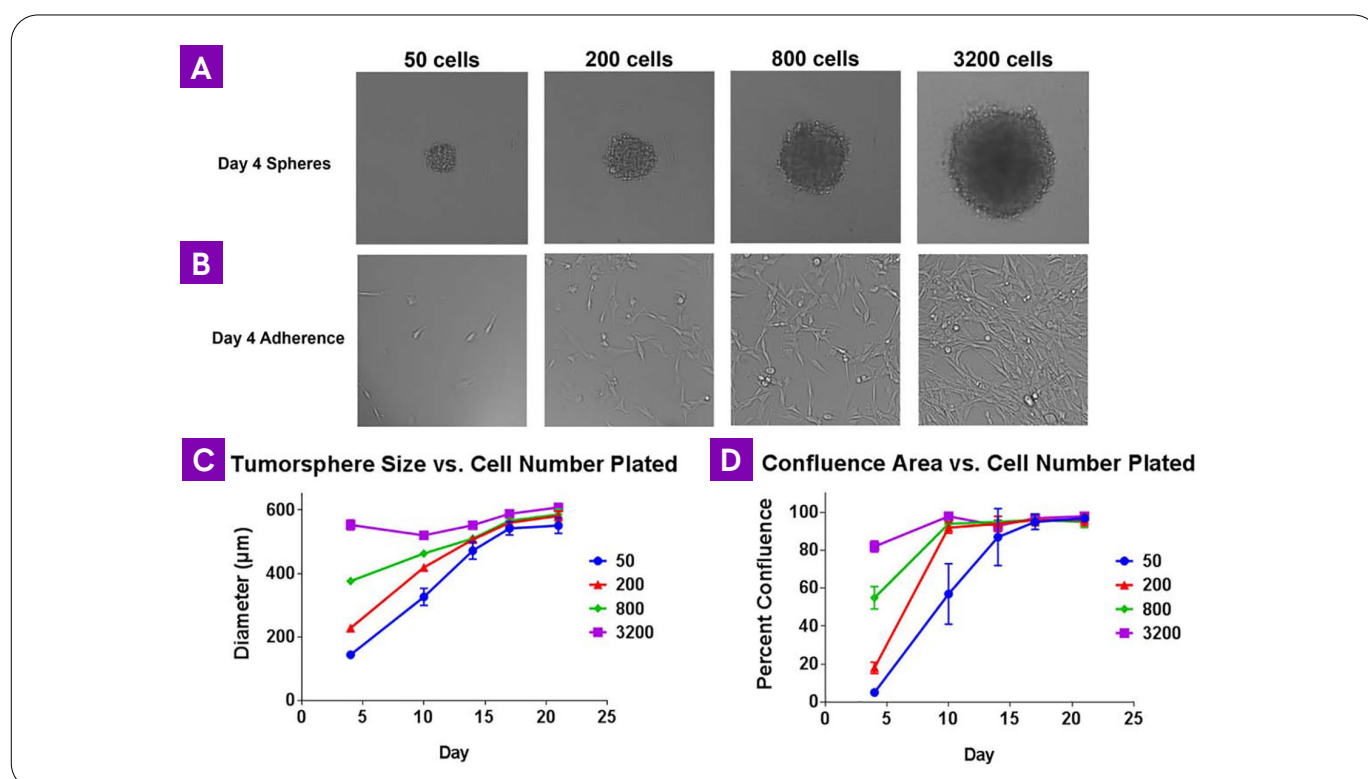 A
50 cells
200 cells
800 cells
3200 cells
Day 4 Spheres
B
Day 4 Adherence
C
Tumorsphere Size vs. Cell Number Plated
Diameter (μm)
600
400
200
0
0
5
10
15
20
25
Day
50
200
800
3200
D
Confluence Area vs. Cell Number Plated
Percent Confluence
100
80
60
40
20
0
0
5
10
15
20
25
Day
50
200
800
3200